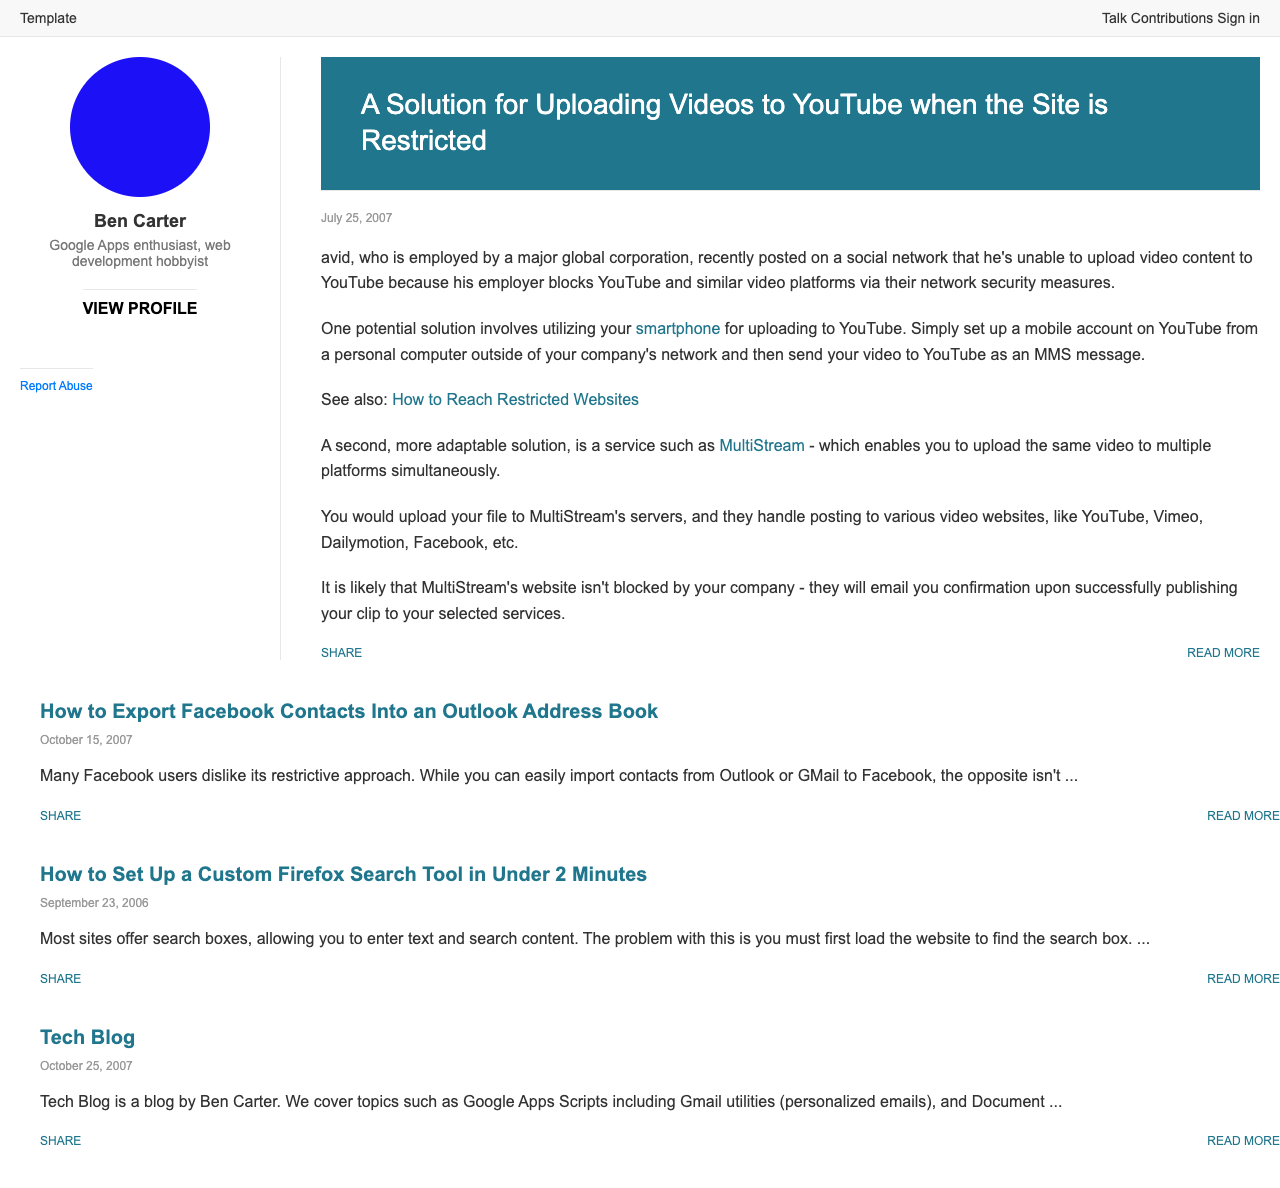 Template
Talk Contributions Sign in
Ben Carter
Google Apps enthusiast, web
development hobbyist
VIEW PROFILE
Report Abuse
A Solution for Uploading Videos to YouTube when the Site is
Restricted
July 25, 2007
avid, who is employed by a major global corporation, recently posted on a social network that he's unable to upload video content to
YouTube because his employer blocks YouTube and similar video platforms via their network security measures.
One potential solution involves utilizing your smartphone for uploading to YouTube. Simply set up a mobile account on YouTube from
a personal computer outside of your company's network and then send your video to YouTube as an MMS message.
See also: How to Reach Restricted Websites
A second, more adaptable solution, is a service such as MultiStream - which enables you to upload the same video to multiple
platforms simultaneously.
You would upload your file to MultiStream's servers, and they handle posting to various video websites, like YouTube, Vimeo,
Dailymotion, Facebook, etc.
It is likely that MultiStream's website isn't blocked by your company - they will email you confirmation upon successfully publishing
your clip to your selected services.
SHARE
READ MORE
How to Export Facebook Contacts Into an Outlook Address Book
October 15, 2007
Many Facebook users dislike its restrictive approach. While you can easily import contacts from Outlook or GMail to Facebook, the opposite isn't ...
SHARE
READ MORE
How to Set Up a Custom Firefox Search Tool in Under 2 Minutes
September 23, 2006
Most sites offer search boxes, allowing you to enter text and search content. The problem with this is you must first load the website to find the search box. ...
SHARE
READ MORE
Tech Blog
October 25, 2007
Tech Blog is a blog by Ben Carter. We cover topics such as Google Apps Scripts including Gmail utilities (personalized emails), and Document ...
SHARE
READ MORE